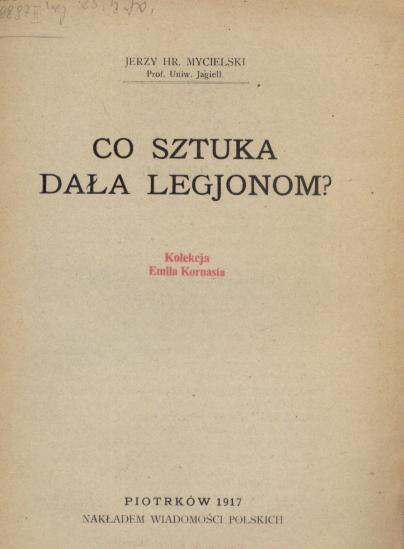 JERZY HR. MYCIELSKI
Prof. Uniw. Jagiell.
CO SZTUKA
DAŁA LEGJONOM?
Kolekcja
Emila Kornasia
PIOTRKÓW 1917
NAKŁADEM WIADOMOŚCI POLSKICH